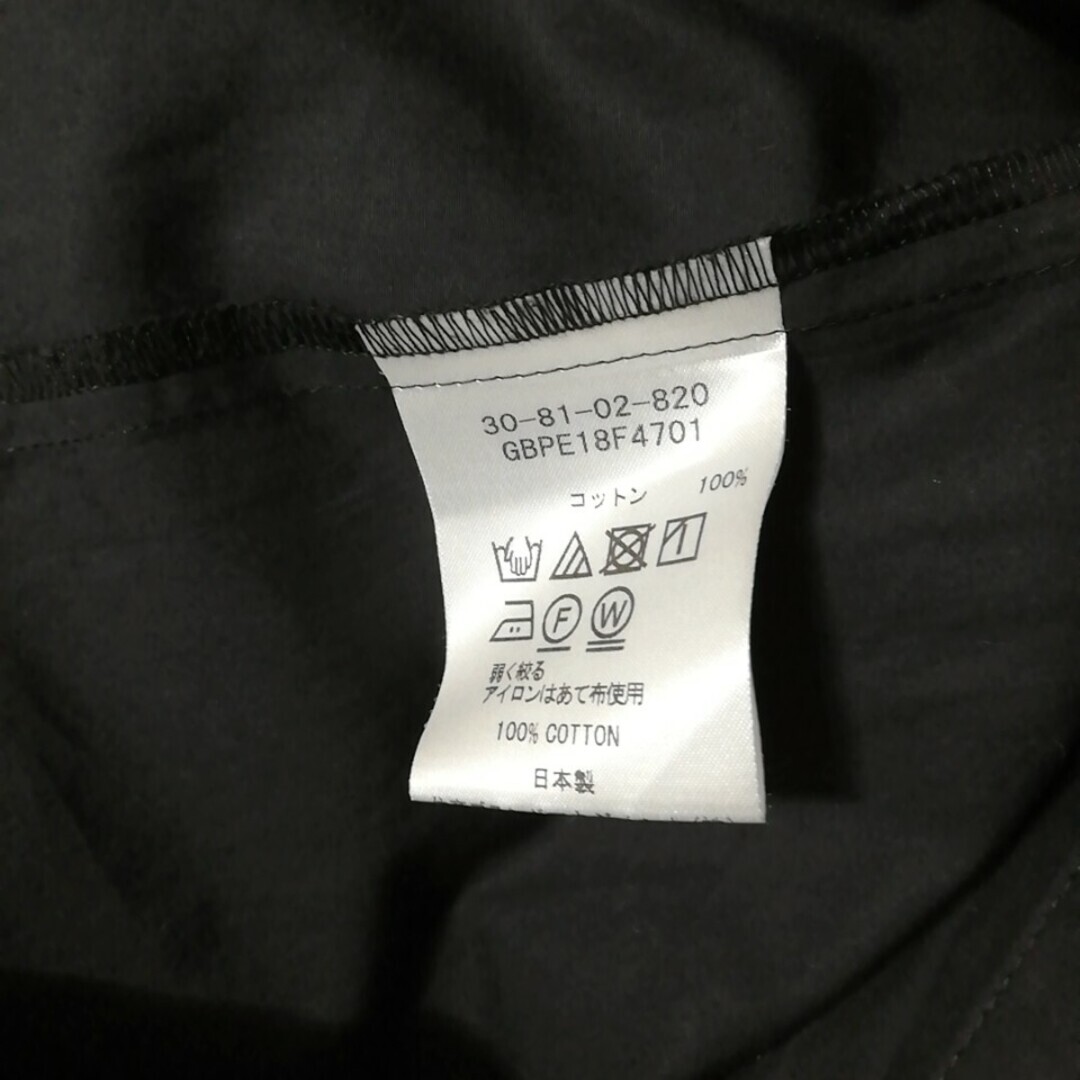 30-81-02-820
GBPE18F4701
コットン 100%
F W
弱く絞る
アイロンはあて布使用
100% COTTON
日本製